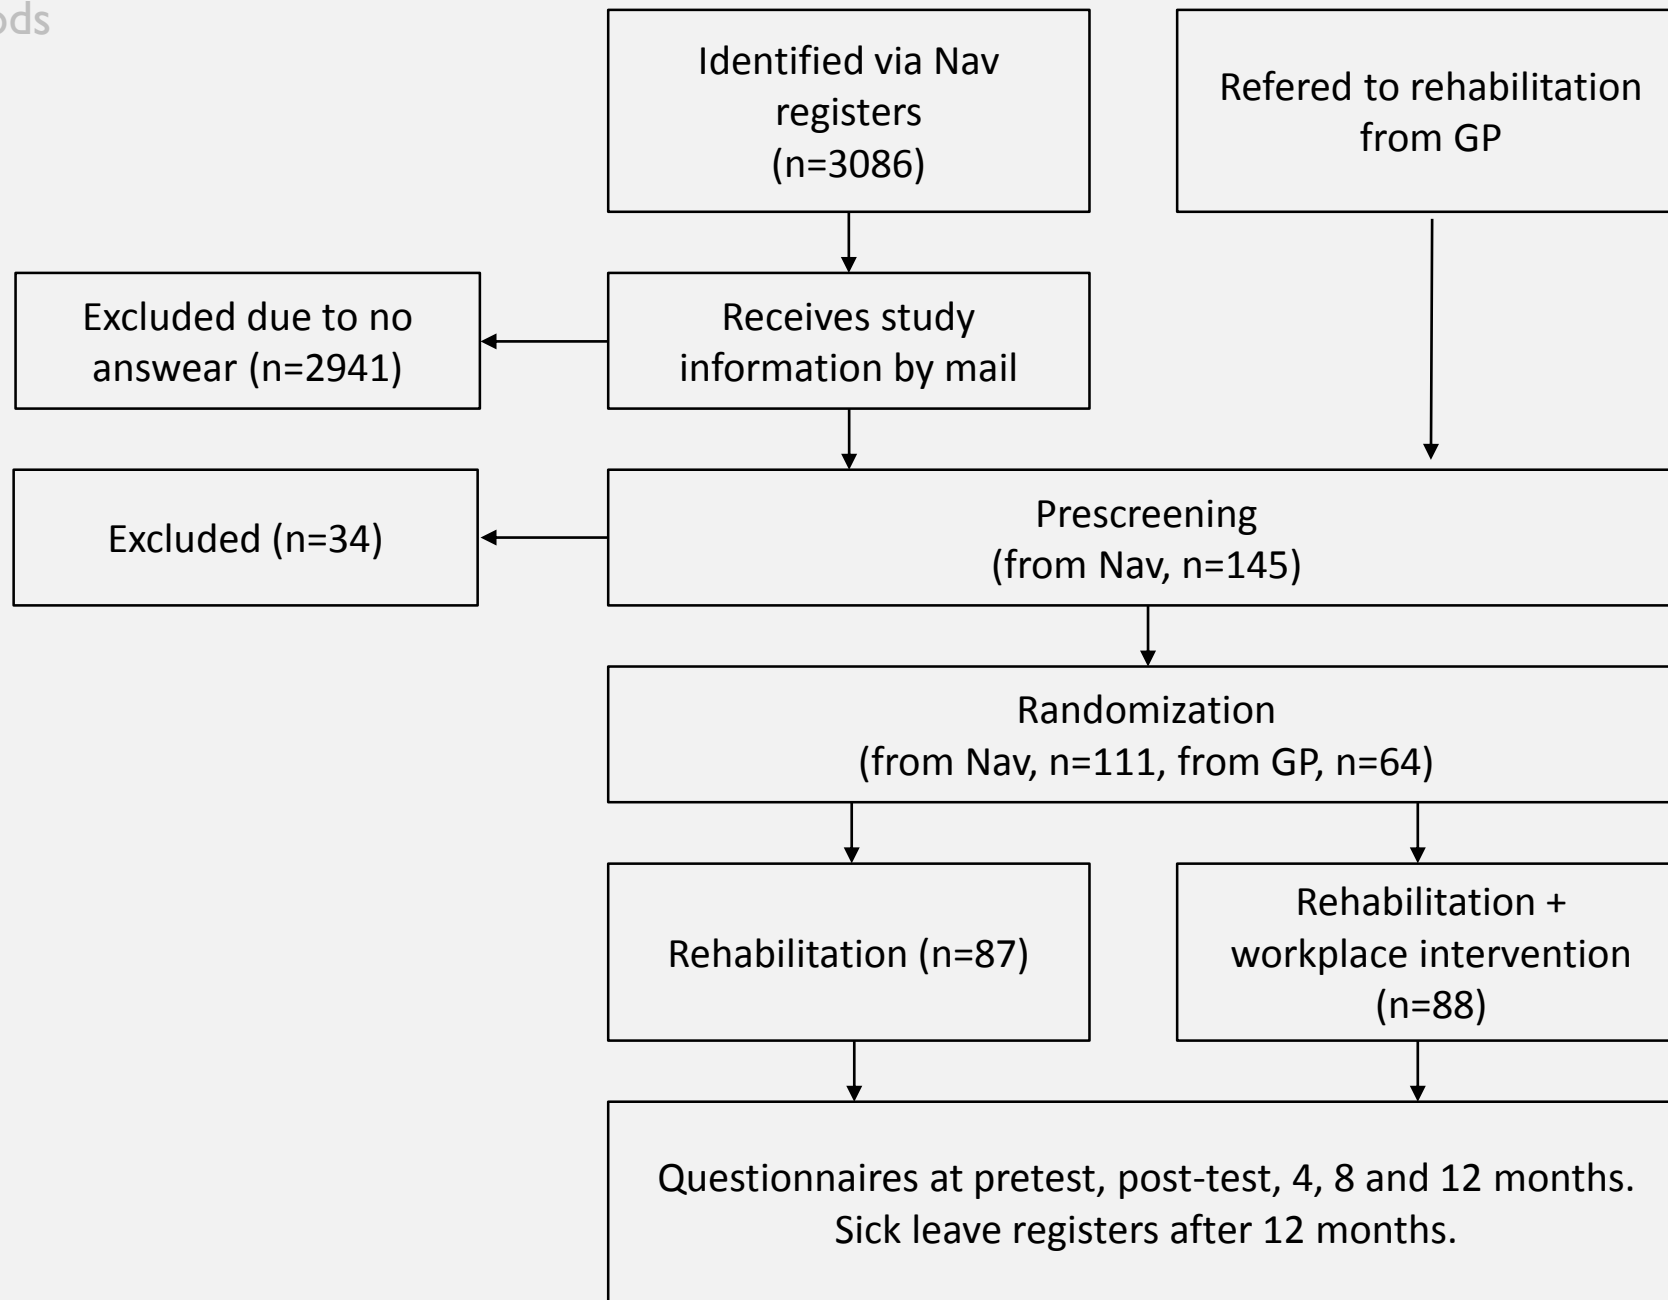 Identified via Nav
registers
(n=3086)
Refered to rehabilitation
from GP
Excluded due to no
answear (n=2941)
Receives study
information by mail
Excluded (n=34)
Prescreening
(from Nav, n=145)
Randomization
(from Nav, n=111, from GP, n=64)
Rehabilitation (n=87)
Rehabilitation +
workplace intervention
(n=88)
Questionnaires at pretest, post-test, 4, 8 and 12 months.
Sick leave registers after 12 months.